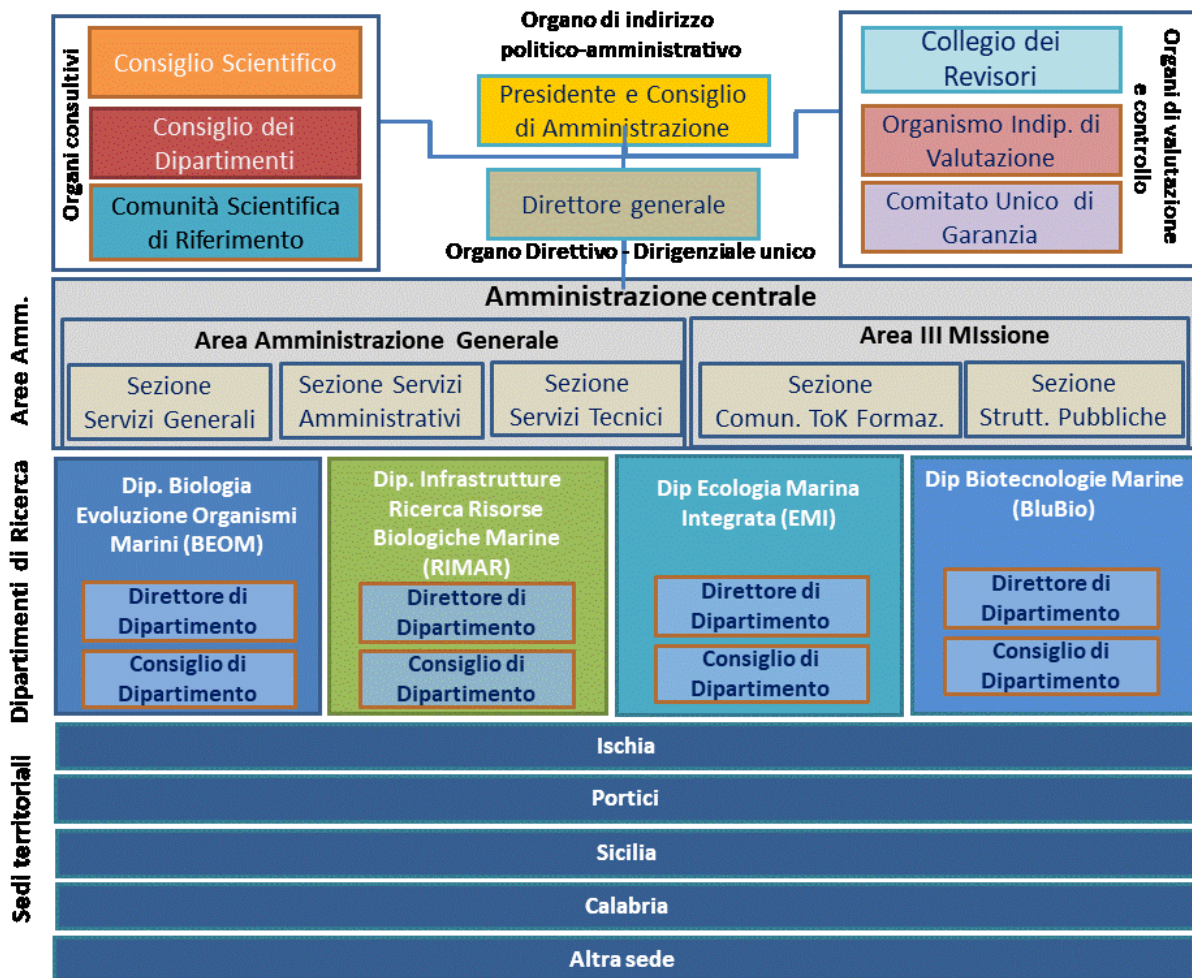 Organi consultivi
Consiglio Scientifico
Consiglio dei
Dipartimenti
Comunità Scientifica
di Riferimento
Organo di indirizzo
politico-amministrativo
Presidente e Consiglio
di Amministrazione
Direttore generale
Organo Direttivo - Dirigenziale unico
Collegio dei
Revisori
Organismo Indip. di
Valutazione
Comitato Unico di
Garanzia
Organi di valutazione
e controllo
Aree Amm.
Amministrazione centrale
Area Amministrazione Generale
Sezione
Servizi Generali
Sezione Servizi
Amministrativi
Sezione
Servizi Tecnici
Area III MIssione
Sezione
Comun. ToK Formaz.
Sezione
Strutt. Pubbliche
Dipartimenti di Ricerca
Dip. Biologia
Evoluzione Organismi
Marini (BEOM)
Direttore di
Dipartimento
Consiglio di
Dipartimento
Dip. Infrastrutture
Ricerca Risorse
Biologiche Marine
(RIMAR)
Direttore di
Dipartimento
Consiglio di
Dipartimento
Dip Ecologia Marina
Integrata (EMI)
Direttore di
Dipartimento
Consiglio di
Dipartimento
Dip Biotecnologie Marine
(BluBio)
Direttore di
Dipartimento
Consiglio di
Dipartimento
Sedi territoriali
Ischia
Portici
Sicilia
Calabria
Altra sede